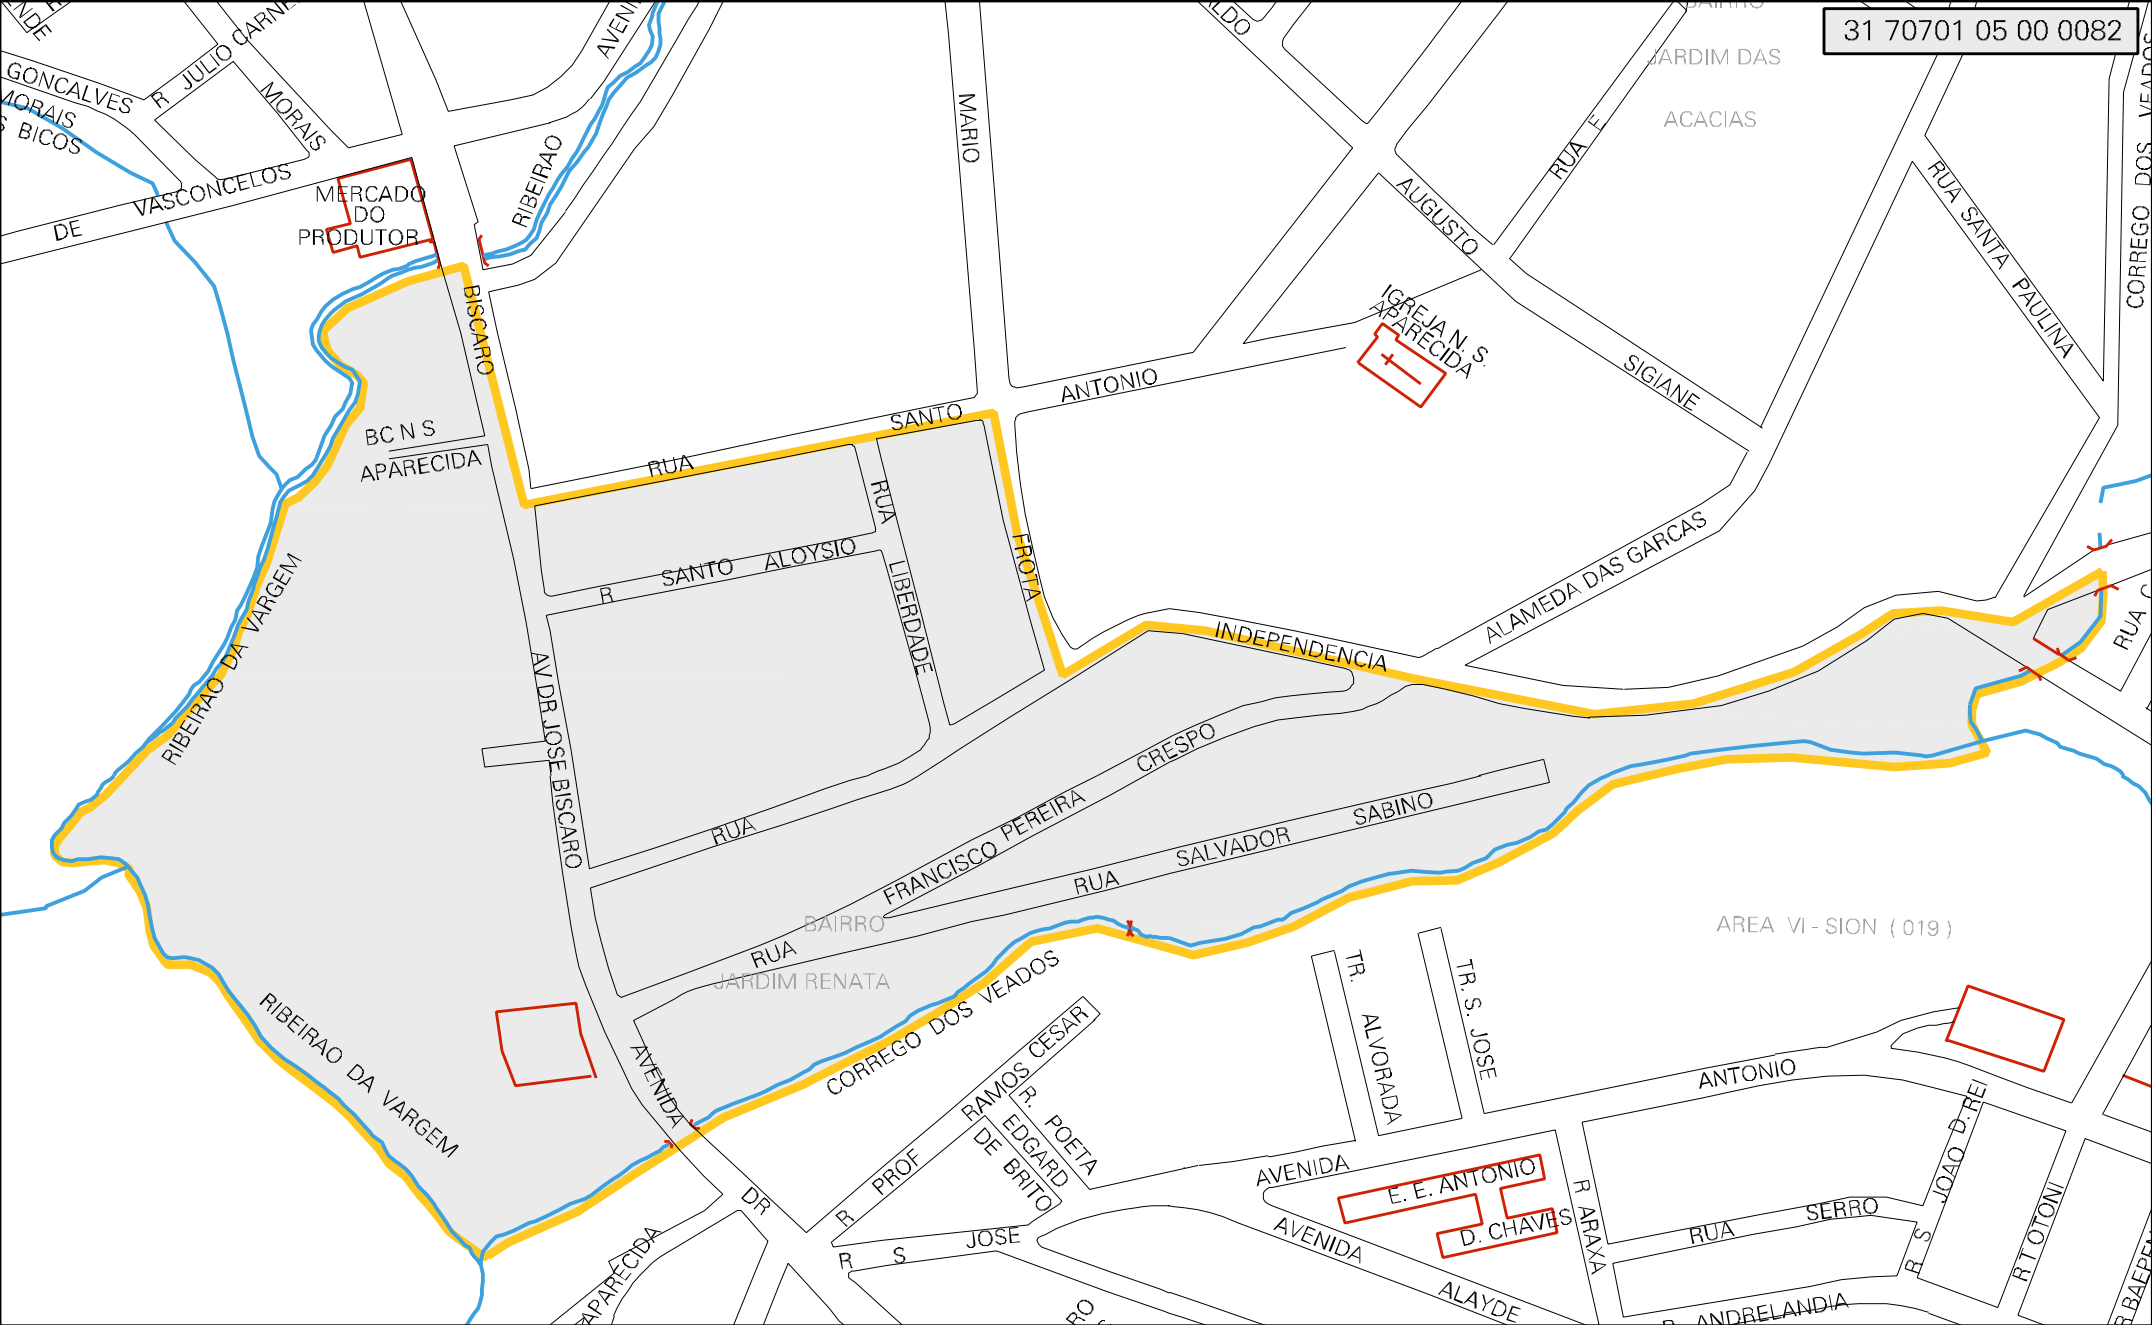 31 70701 05 00 0082
BAIRRO
JARDIM DAS
ACACIAS
R JULIO CARNE
GONCALVES
MORAIS
BICOS
MORAIS
DE VASCONCELOS
MERCADO
DO
PRODUTOR
RIBEIRAO
AVENI
MARIO
ALDO
AUGUSTO
SIGIANE
RUA E
RUA SANTA PAULINA
CORREGO DOS VEADOS
IGREJA N. S.
APARECIDA
BISCARO
BC N S
APARECIDA
RUA SANTO ANTONIO
RUA LIBERDADE
R SANTO ALOYSIO
FROTA
ALAMEDA DAS GARCAS
INDEPENDENCIA
RUA C
RIBEIRAO DA VARGEM
AV DR JOSE BISCARO
RUA
RUA FRANCISCO PEREIRA CRESPO
RUA SALVADOR SABINO
BAIRRO
JARDIM RENATA
AREA VI - SION ( 019 )
RIBEIRAO DA VARGEM
AVENIDA DR
CORREGO DOS VEADOS
R PROF RAMOS CESAR
R. POETA
EDGARD
DE BRITO
TR. ALVORADA
TR. S. JOSE
AVENIDA ANTONIO
E. E. ANTONIO
D. CHAVES
R ARAXA
RUA SERRO
R S JOAO D. REI
R T OTONI
R BAEPEN
R S JOSE
AVENIDA ALAYDE
R ANDRELANDIA
APARECIDA
RO